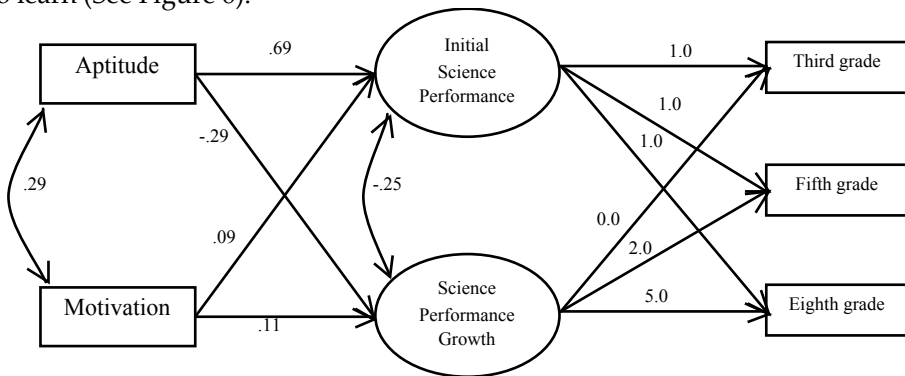 o learn (See Figure 6).
Aptitude
.69
Initial
Science
Performance
1.0
Third grade
1.0
-.29
1.0
.29
-.25
Fifth grade
0.0
.09
2.0
Motivation
.11
Science
Performance
Growth
5.0
Eighth grade